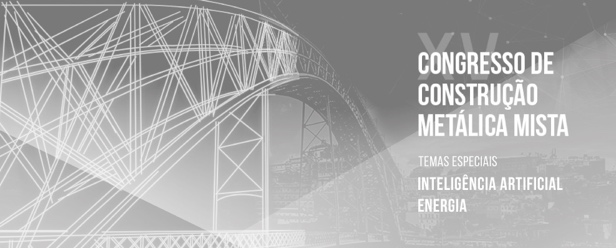 XV
CONGRESSO DE
CONSTRUÇÃO
METÁLICA MISTA
TEMAS ESPECIAIS
INTELIGÊNCIA ARTIFICIAL
ENERGIA